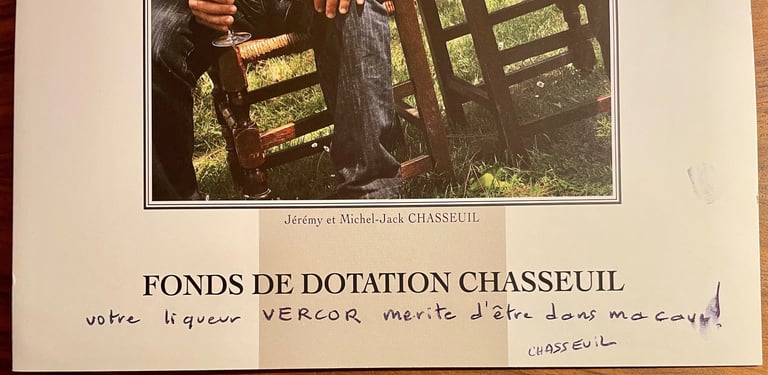 Jérémy et Michel-Jack CHASSEUIL
FONDS DE DOTATION CHASSEUIL
votre liqueur VERCOR merite d'être dans ma cave!
CHASSEUIL